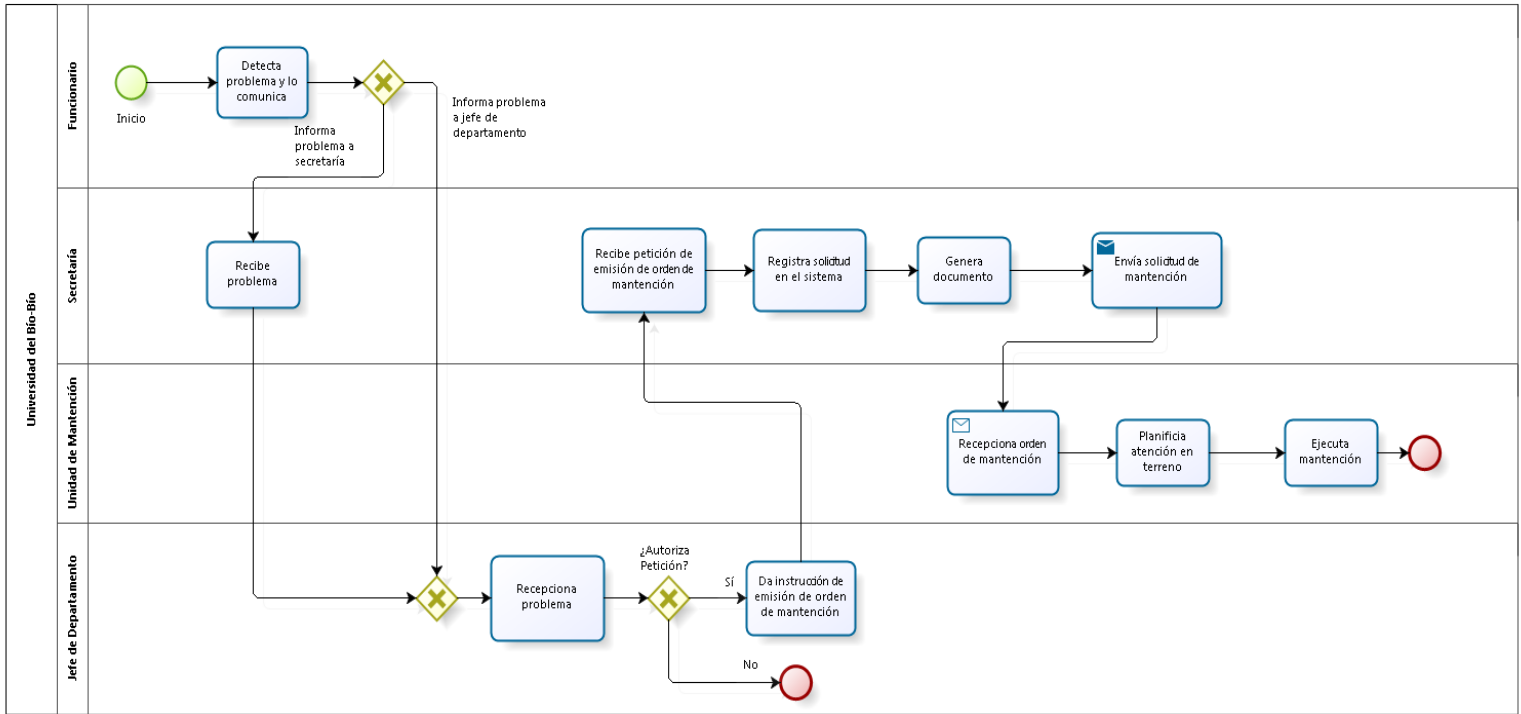 Universidad del Bío-Bío
Funcionario
Inicio
Detecta
problema y lo
comunica
Informa
problema a
secretaría
Informa problema
a jefe de
departamento
Secretaría
Recibe
problema
Recibe petición de
emisión de orden de
mantención
Registra solicitud
en el sistema
Genera
documento
Envía solicitud de
mantención
Unidad de Mantención
Recepciona orden
de mantención
Planificia
atención en
terreno
Ejecuta
mantención
Jefe de Departamento
Recepciona
problema
¿Autoriza
Petición?
Sí
Da instrucción de
emisión de orden
de mantención
No